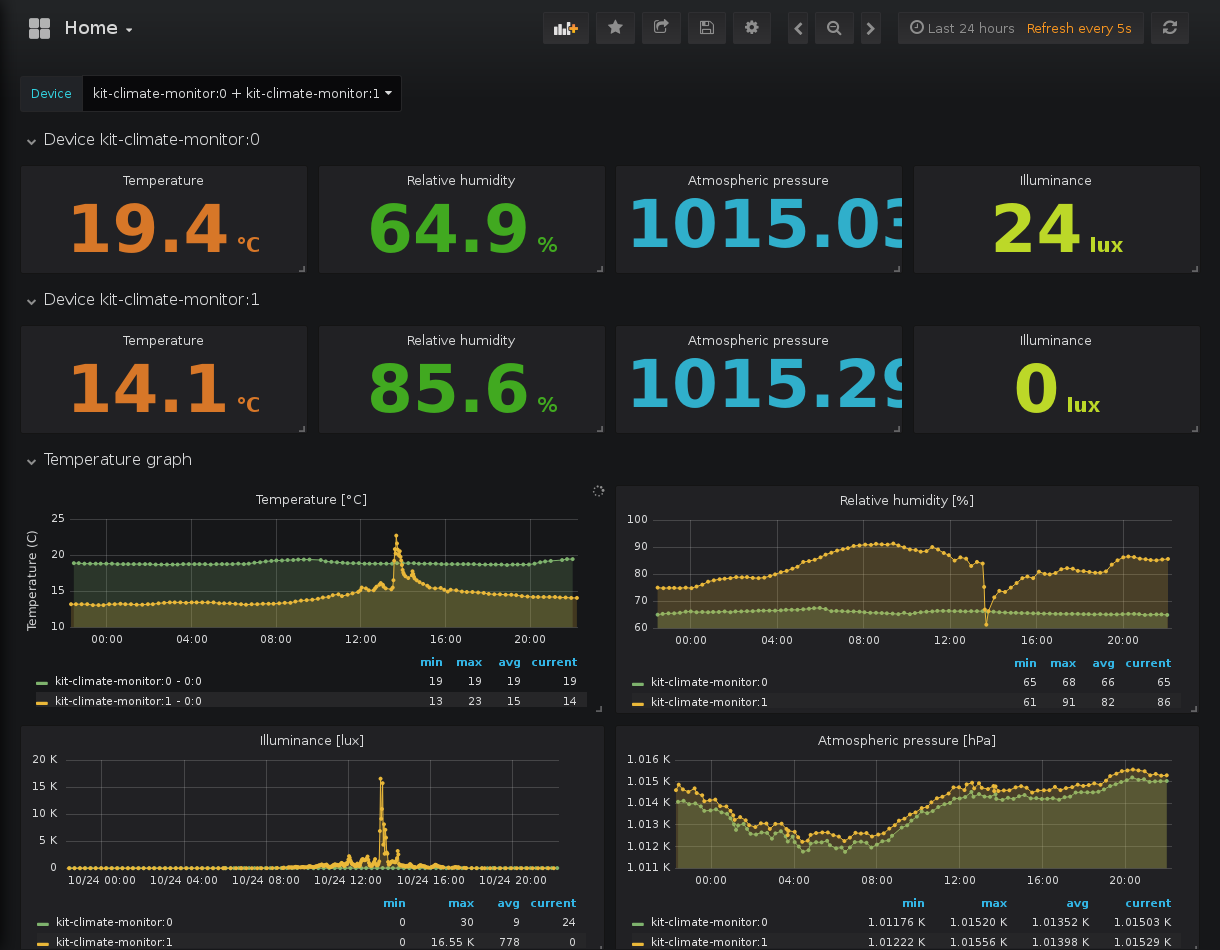 Home
Last 24 hours Refresh every 5s
Device kit-climate-monitor:0 + kit-climate-monitor:1
Device kit-climate-monitor:0
Temperature Relative humidity Atmospheric pressure Illuminance
19.4 °C 64.9 % 1015.03 24 lux
Device kit-climate-monitor:1
Temperature Relative humidity Atmospheric pressure Illuminance
14.1 °C 85.6 % 1015.29 0 lux
Temperature graph
Temperature [°C]
Temperature (C)
25
20
15
10
00:00 04:00 08:00 12:00 16:00 20:00
min max avg current
kit-climate-monitor:0 - 0:0 19 19 19 19
kit-climate-monitor:1 - 0:0 13 23 15 14
Relative humidity [%]
100
90
80
70
60
00:00 04:00 08:00 12:00 16:00 20:00
min max avg current
kit-climate-monitor:0 65 68 66 65
kit-climate-monitor:1 61 91 82 86
Illuminance [lux]
20 K
15 K
10 K
5 K
0
10/24 00:00 10/24 04:00 10/24 08:00 10/24 12:00 10/24 16:00 10/24 20:00
min max avg current
kit-climate-monitor:0 0 30 9 24
kit-climate-monitor:1 0 16.55 K 778 0
Atmospheric pressure [hPa]
1.016 K
1.015 K
1.014 K
1.013 K
1.012 K
1.011 K
00:00 04:00 08:00 12:00 16:00 20:00
min max avg current
kit-climate-monitor:0 1.01176 K 1.01520 K 1.01352 K 1.01503 K
kit-climate-monitor:1 1.01222 K 1.01556 K 1.01398 K 1.01529 K